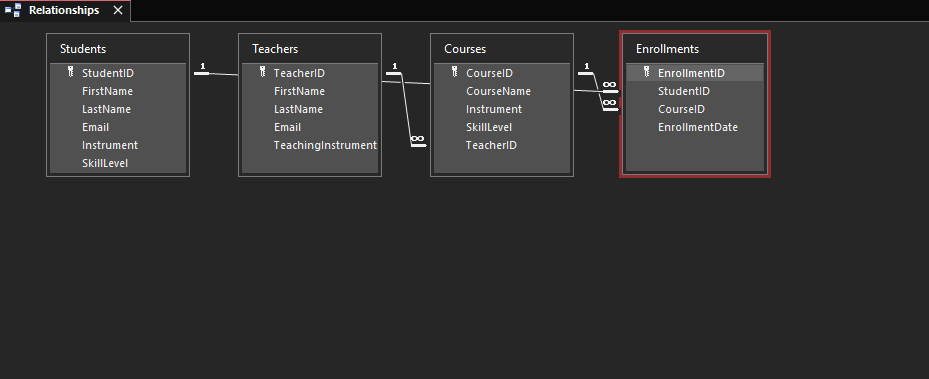 Relationships
Students
StudentID
FirstName
LastName
Email
Instrument
SkillLevel
1
Teachers
TeacherID
FirstName
LastName
Email
TeachingInstrument
1
∞
Courses
CourseID
CourseName
Instrument
SkillLevel
TeacherID
1
∞
∞
Enrollments
EnrollmentID
StudentID
CourseID
EnrollmentDate